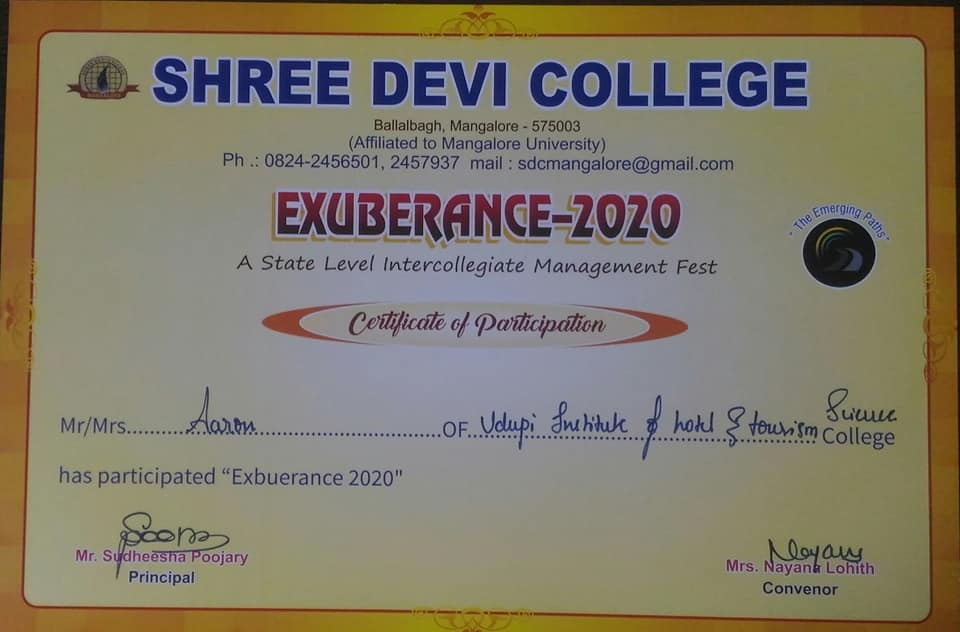 SHREE DEVI COLLEGE
Ballalbagh, Mangalore - 575003
(Affiliated to Mangalore University)
Ph .: 0824-2456501, 2457937 mail : sdcmangalore@gmail.com
EXUBERANCE-2020
"The Emerging Paths"
A State Level Intercollegiate Management Fest
Certificate of Participation
Mr/Mrs......Aaron......OF Udupi Institute of hotel & tourism Science College
has participated “Exbuerance 2020"
Mr. Sudheesha Poojary
Principal
Nayana
Mrs. Nayana Lohith
Convenor